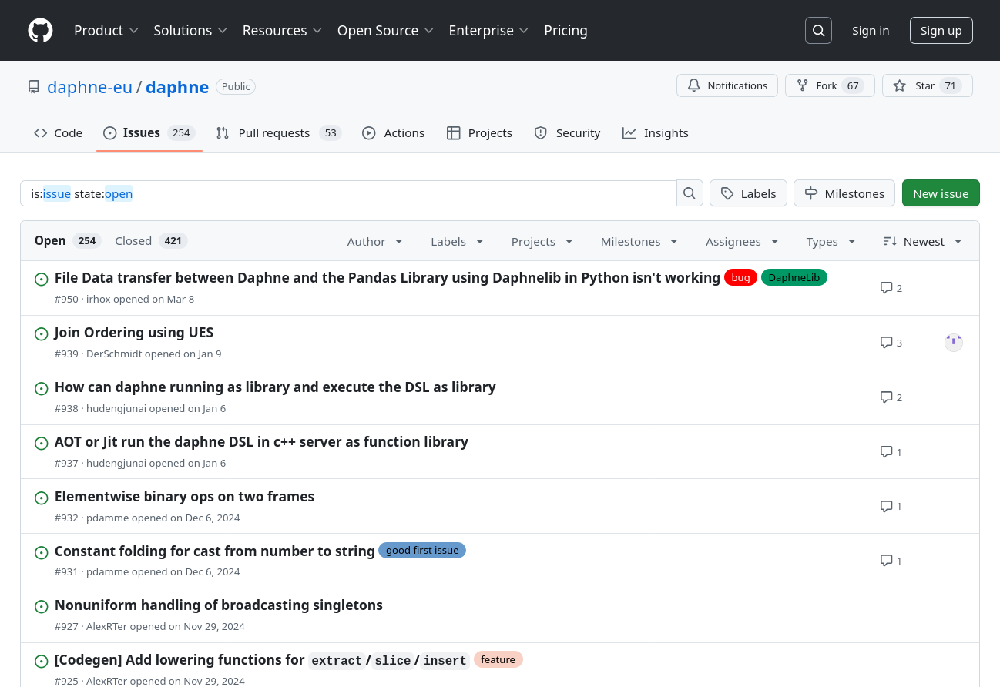 Product Solutions Resources Open Source Enterprise Pricing Sign in Sign up
daphne-eu / daphne Public Notifications Fork 67 Star 71
Code Issues 254 Pull requests 53 Actions Projects Security Insights
is:issue state:open Labels Milestones New issue
Open 254 Closed 421 Author Labels Projects Milestones Assignees Types Newest
File Data transfer between Daphne and the Pandas Library using Daphnelib in Python isn't working bug DaphneLib
#950 · irhox opened on Mar 8 2
Join Ordering using UES
#939 · DerSchmidt opened on Jan 9 3
How can daphne running as library and execute the DSL as library
#938 · hudengjunai opened on Jan 6 2
AOT or Jit run the daphne DSL in c++ server as function library
#937 · hudengjunai opened on Jan 6 1
Elementwise binary ops on two frames
#932 · pdamme opened on Dec 6, 2024 1
Constant folding for cast from number to string good first issue
#931 · pdamme opened on Dec 6, 2024 1
Nonuniform handling of broadcasting singletons
#927 · AlexRTer opened on Nov 29, 2024
[Codegen] Add lowering functions for extract/slice/insert feature
#925 · AlexRTer opened on Nov 29, 2024